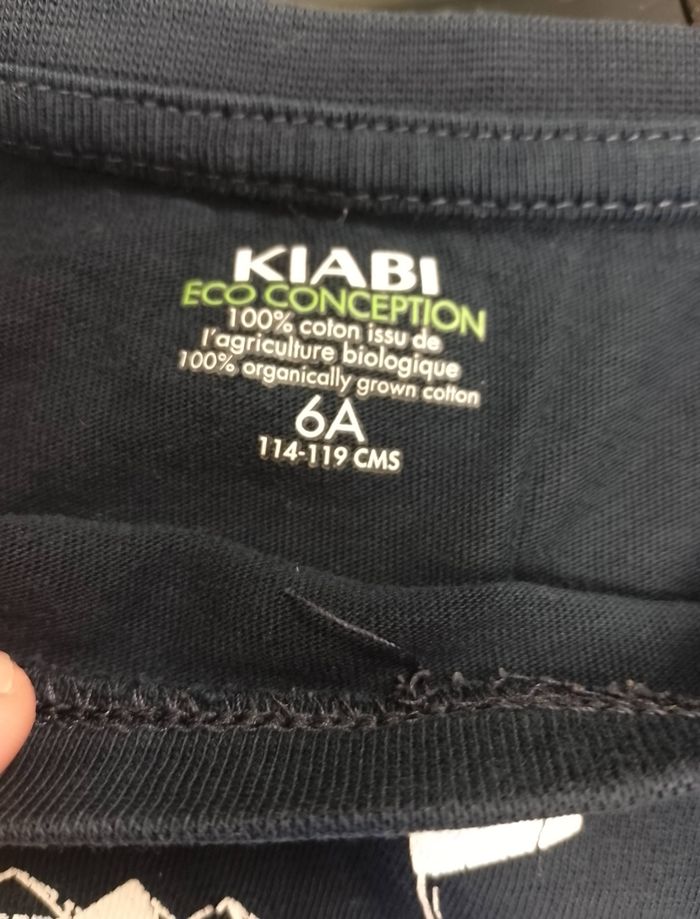 KIABI
ECO CONCEPTION
100% coton issu de
l'agriculture biologique
100% organically grown cotton
6A
114-119 CMS